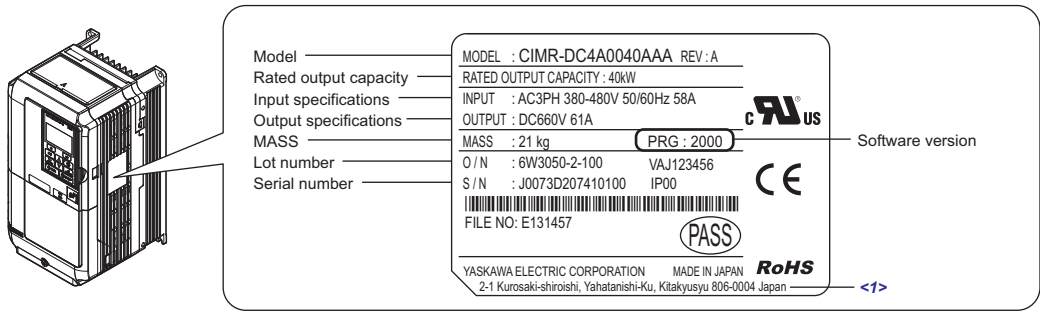 Model
Rated output capacity
Input specifications
Output specifications
MASS
Lot number
Serial number
MODEL : CIMR-DC4A0040AAA REV : A
RATED OUTPUT CAPACITY : 40kW
INPUT : AC3PH 380-480V 50/60Hz 58A
OUTPUT : DC660V 61A
MASS : 21 kg PRG : 2000
O / N : 6W3050-2-100 VAJ123456
S / N : J0073D207410100 IP00
FILE NO: E131457
PASS
YASKAWA ELECTRIC CORPORATION MADE IN JAPAN
2-1 Kurosaki-shiroishi, Yahatanishi-Ku, Kitakyusyu 806-0004 Japan
c RU ® US
CE
RoHS
Software version
<1>